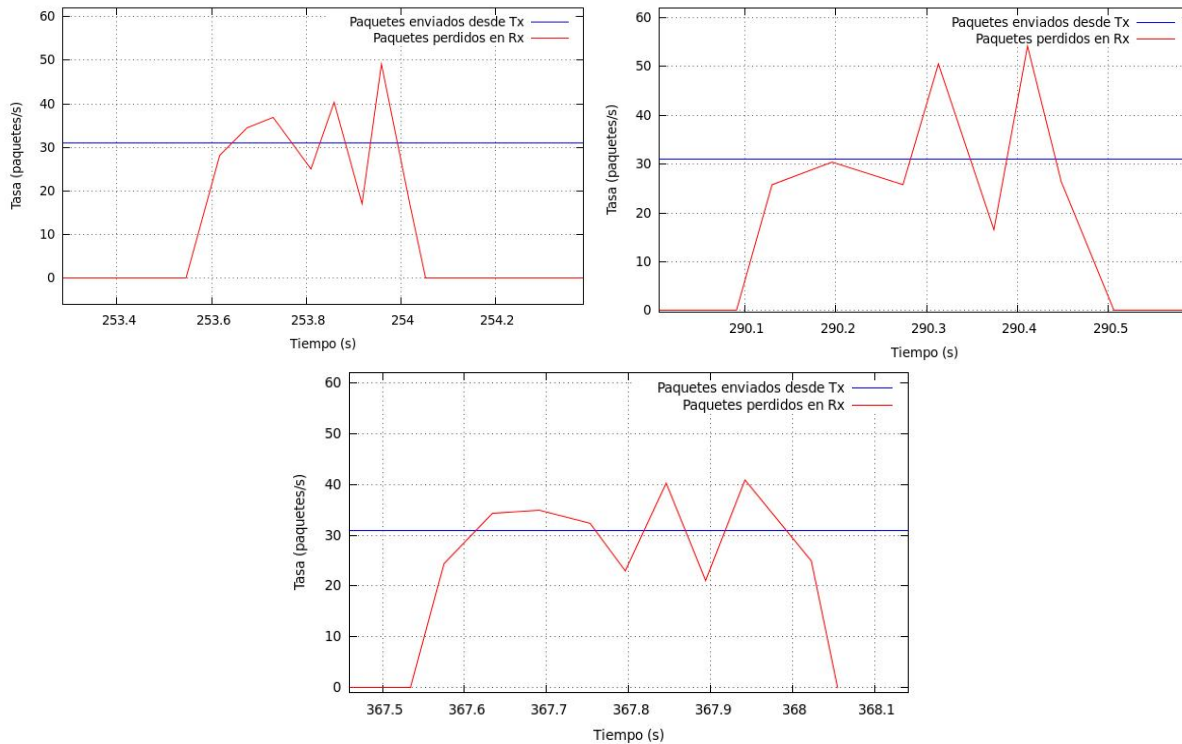 Paquetes enviados desde Tx
Paquetes perdidos en Rx
60
50
40
30
20
10
0
Tasa (paquetes/s)
253.4 253.6 253.8 254 254.2
Tiempo (s)
Paquetes enviados desde Tx
Paquetes perdidos en Rx
60
50
40
30
20
10
0
Tasa (paquetes/s)
290.1 290.2 290.3 290.4 290.5
Tiempo (s)
Paquetes enviados desde Tx
Paquetes perdidos en Rx
60
50
40
30
20
10
0
Tasa (paquetes/s)
367.5 367.6 367.7 367.8 367.9 368 368.1
Tiempo (s)